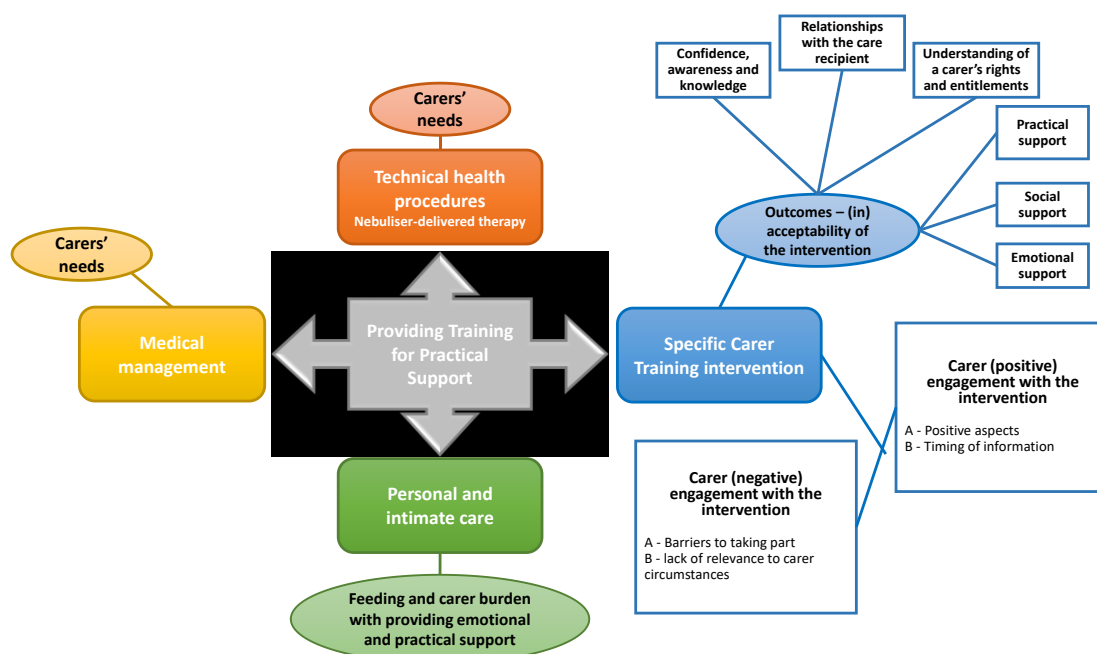 Relationships
with the care
recipient
Confidence,
awareness and
knowledge
Understanding of
a carer's rights
and entitlements
Carers'
needs
Practical
support
Technical health
procedures
Nebuliser-delivered therapy
Outcomes – (in)
acceptability of
the intervention
Social
support
Emotional
support
Carers'
needs
Medical
management
Providing Training
for Practical
Support
Specific Carer
Training intervention
Carer (positive)
engagement with the
intervention
A - Positive aspects
B - Timing of information
Carer (negative)
engagement with the
intervention
A - Barriers to taking part
B - lack of relevance to carer
circumstances
Personal and
intimate care
Feeding and carer burden
with providing emotional
and practical support